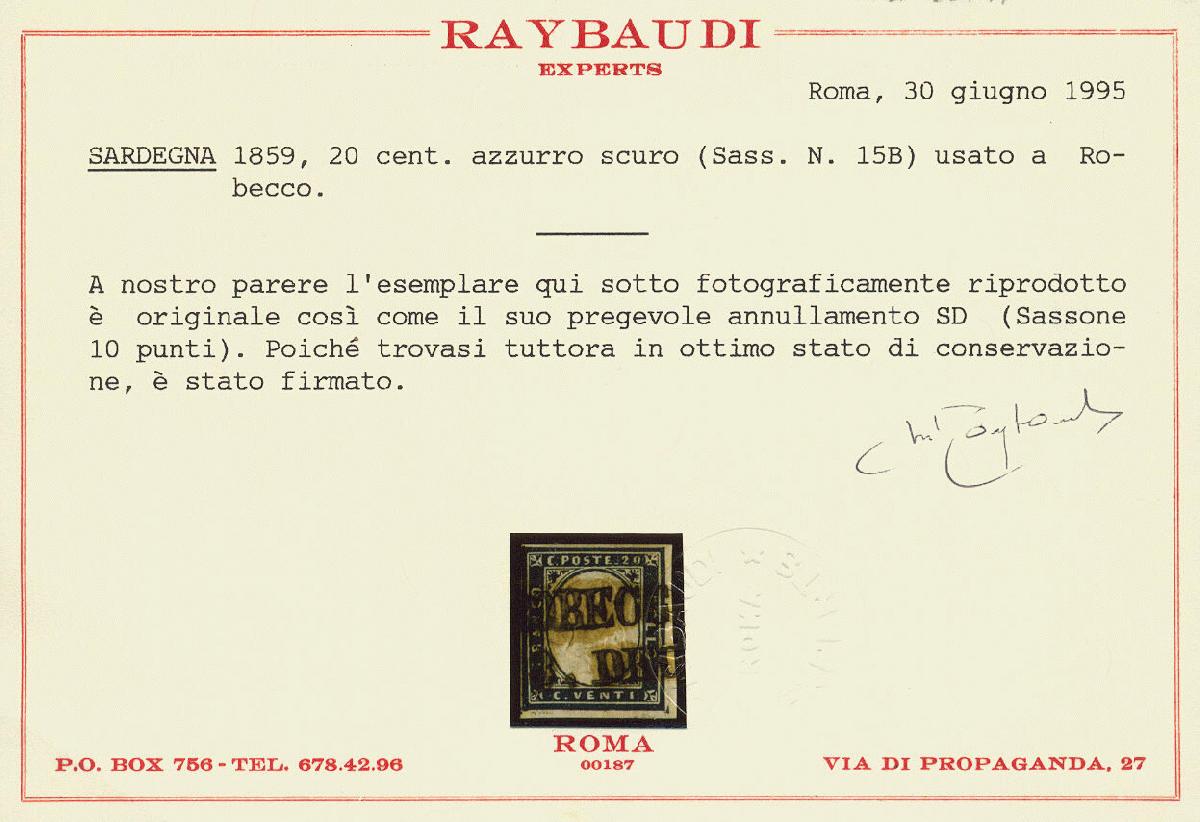 RAYBAUDI
EXPERTS
Roma, 30 giugno 1995
SARDEGNA 1859, 20 cent. azzurro scuro (Sass. N. 15B) usato a Ro-
becco.
A nostro parere l'esemplare qui sotto fotograficamente riprodotto
è originale così come il suo pregevole annullamento SD (Sassone
10 punti). Poiché trovasi tuttora in ottimo stato di conservazio-
ne, è stato firmato.
C. POSTE. 20
BECC
C. VENTI
ROMA
00187
P.O. BOX 756 - TEL. 678.42.96
VIA DI PROPAGANDA, 27